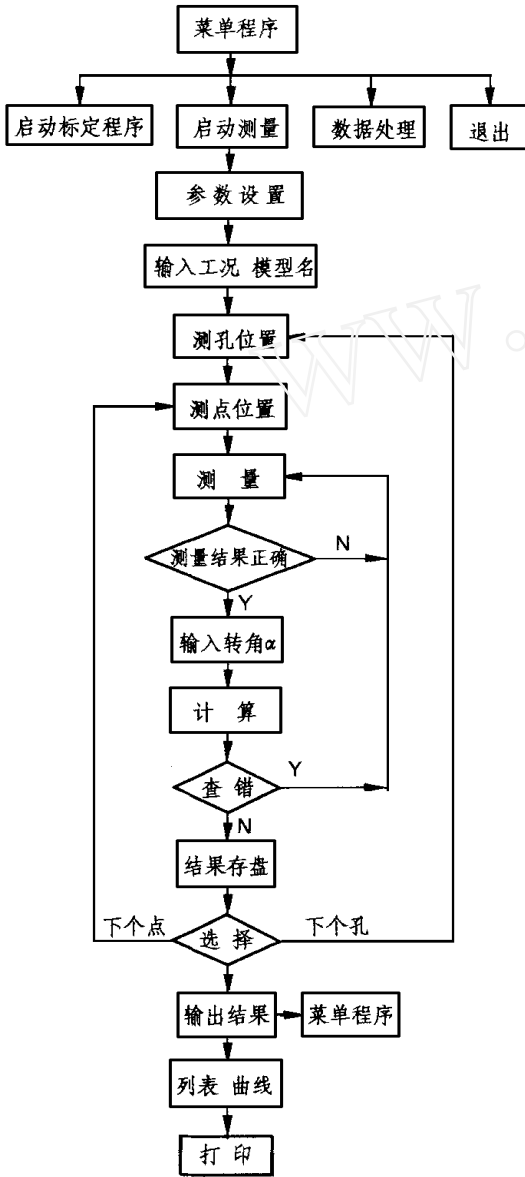 菜单程序
启动标定程序
启动测量
数据处理
退出
参数设置
输入工况 模型名
测孔位置
测点位置
测 量
测量结果正确
N
Y
输入转角α
计 算
查 错
Y
N
结果存盘
下个点
选 择
下个孔
输出结果
菜单程序
列表 曲线
打 印
WW.